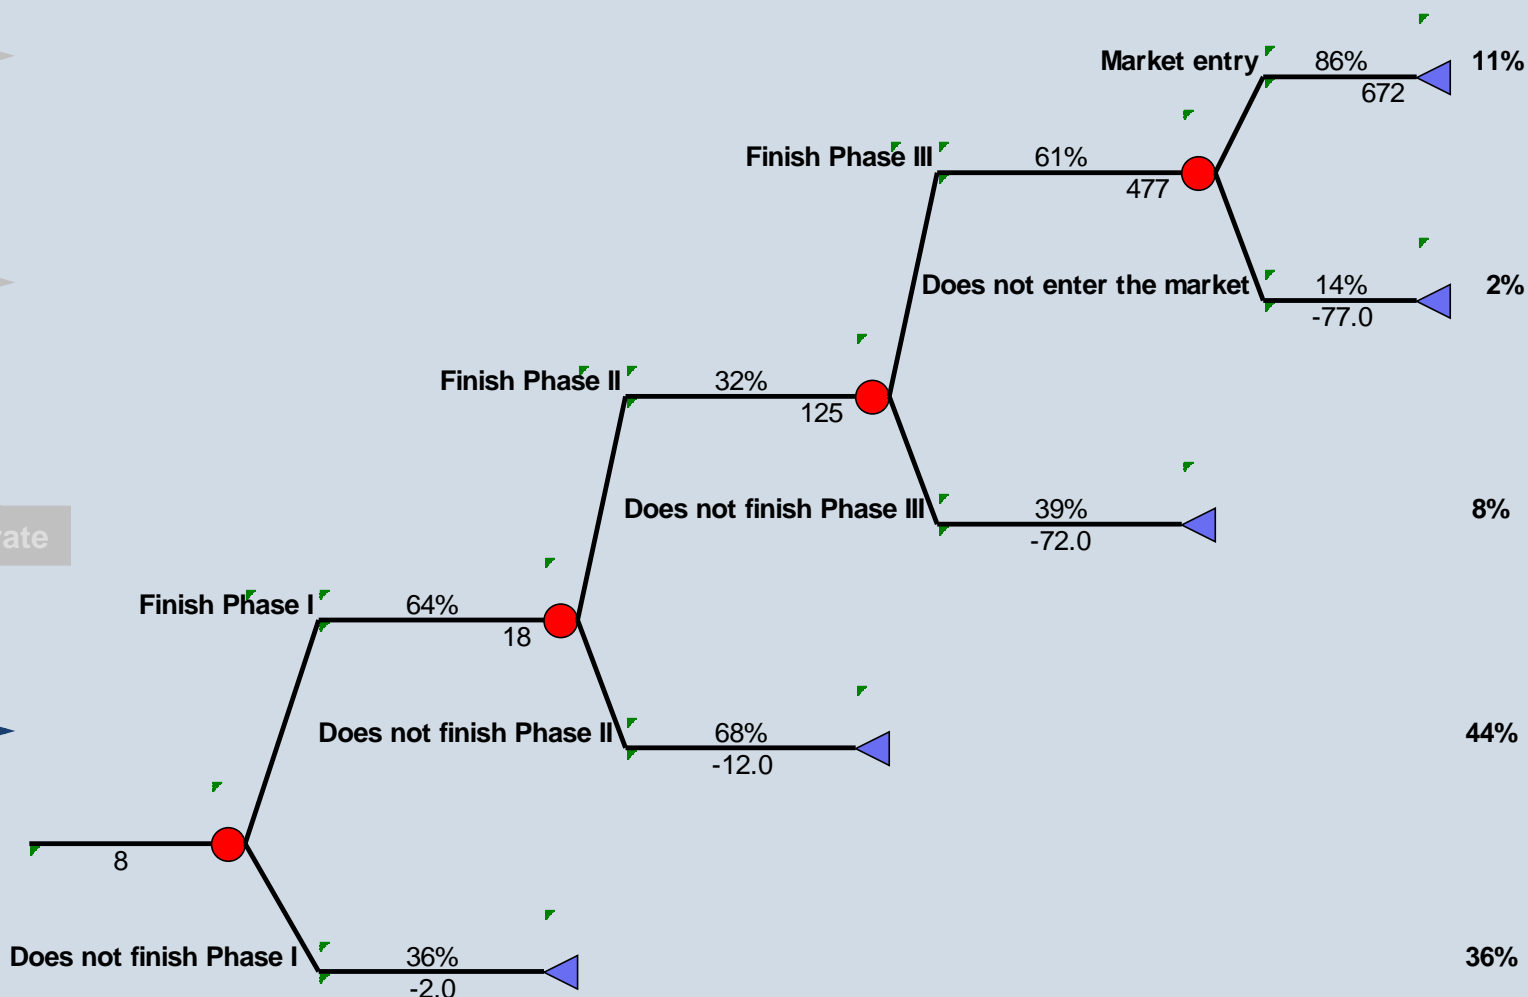 Market entry 86% 11%
672
Finish Phase III 61%
477
Does not enter the market 14% 2%
-77.0
Finish Phase II 32%
125
Does not finish Phase III 39% 8%
-72.0
rate
Finish Phase I 64%
18
Does not finish Phase II 68% 44%
-12.0
8
Does not finish Phase I 36% 36%
-2.0